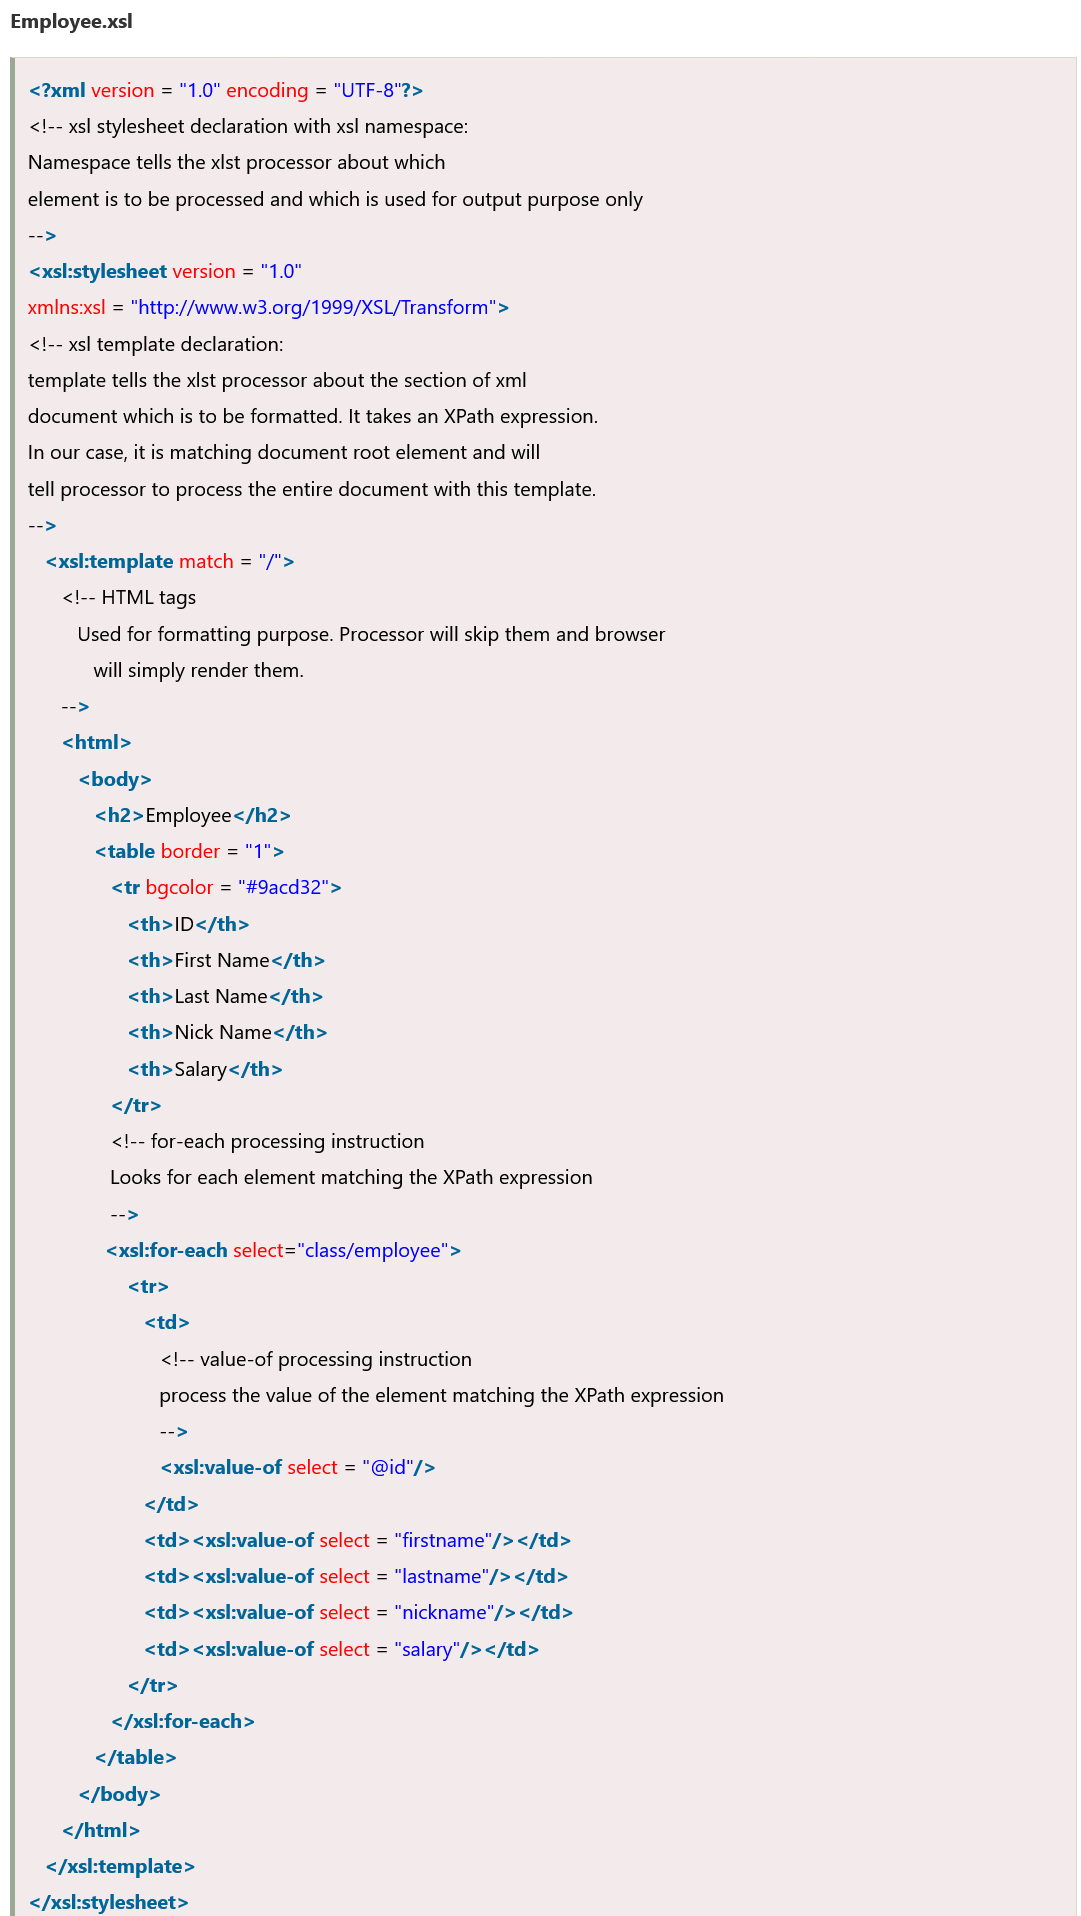 Employee.xsl
<?xml version = "1.0" encoding = "UTF-8"?>
<!-- xsl stylesheet declaration with xsl namespace:
Namespace tells the xlst processor about which
element is to be processed and which is used for output purpose only
-->
<xsl:stylesheet version = "1.0"
xmlns:xsl = "http://www.w3.org/1999/XSL/Transform">
<!-- xsl template declaration:
template tells the xlst processor about the section of xml
document which is to be formatted. It takes an XPath expression.
In our case, it is matching document root element and will
tell processor to process the entire document with this template.
-->
<xsl:template match = "/">
<!-- HTML tags
Used for formatting purpose. Processor will skip them and browser
will simply render them.
-->
<html>
<body>
<h2>Employee</h2>
<table border = "1">
<tr bgcolor = "#9acd32">
<th>ID</th>
<th>First Name</th>
<th>Last Name</th>
<th>Nick Name</th>
<th>Salary</th>
</tr>
<!-- for-each processing instruction
Looks for each element matching the XPath expression
-->
<xsl:for-each select="class/employee">
<tr>
<td>
<!-- value-of processing instruction
process the value of the element matching the XPath expression
-->
<xsl:value-of select = "@id"/>
</td>
<td><xsl:value-of select = "firstname"/></td>
<td><xsl:value-of select = "lastname"/></td>
<td><xsl:value-of select = "nickname"/></td>
<td><xsl:value-of select = "salary"/></td>
</tr>
</xsl:for-each>
</table>
</body>
</html>
</xsl:template>
</xsl:stylesheet>